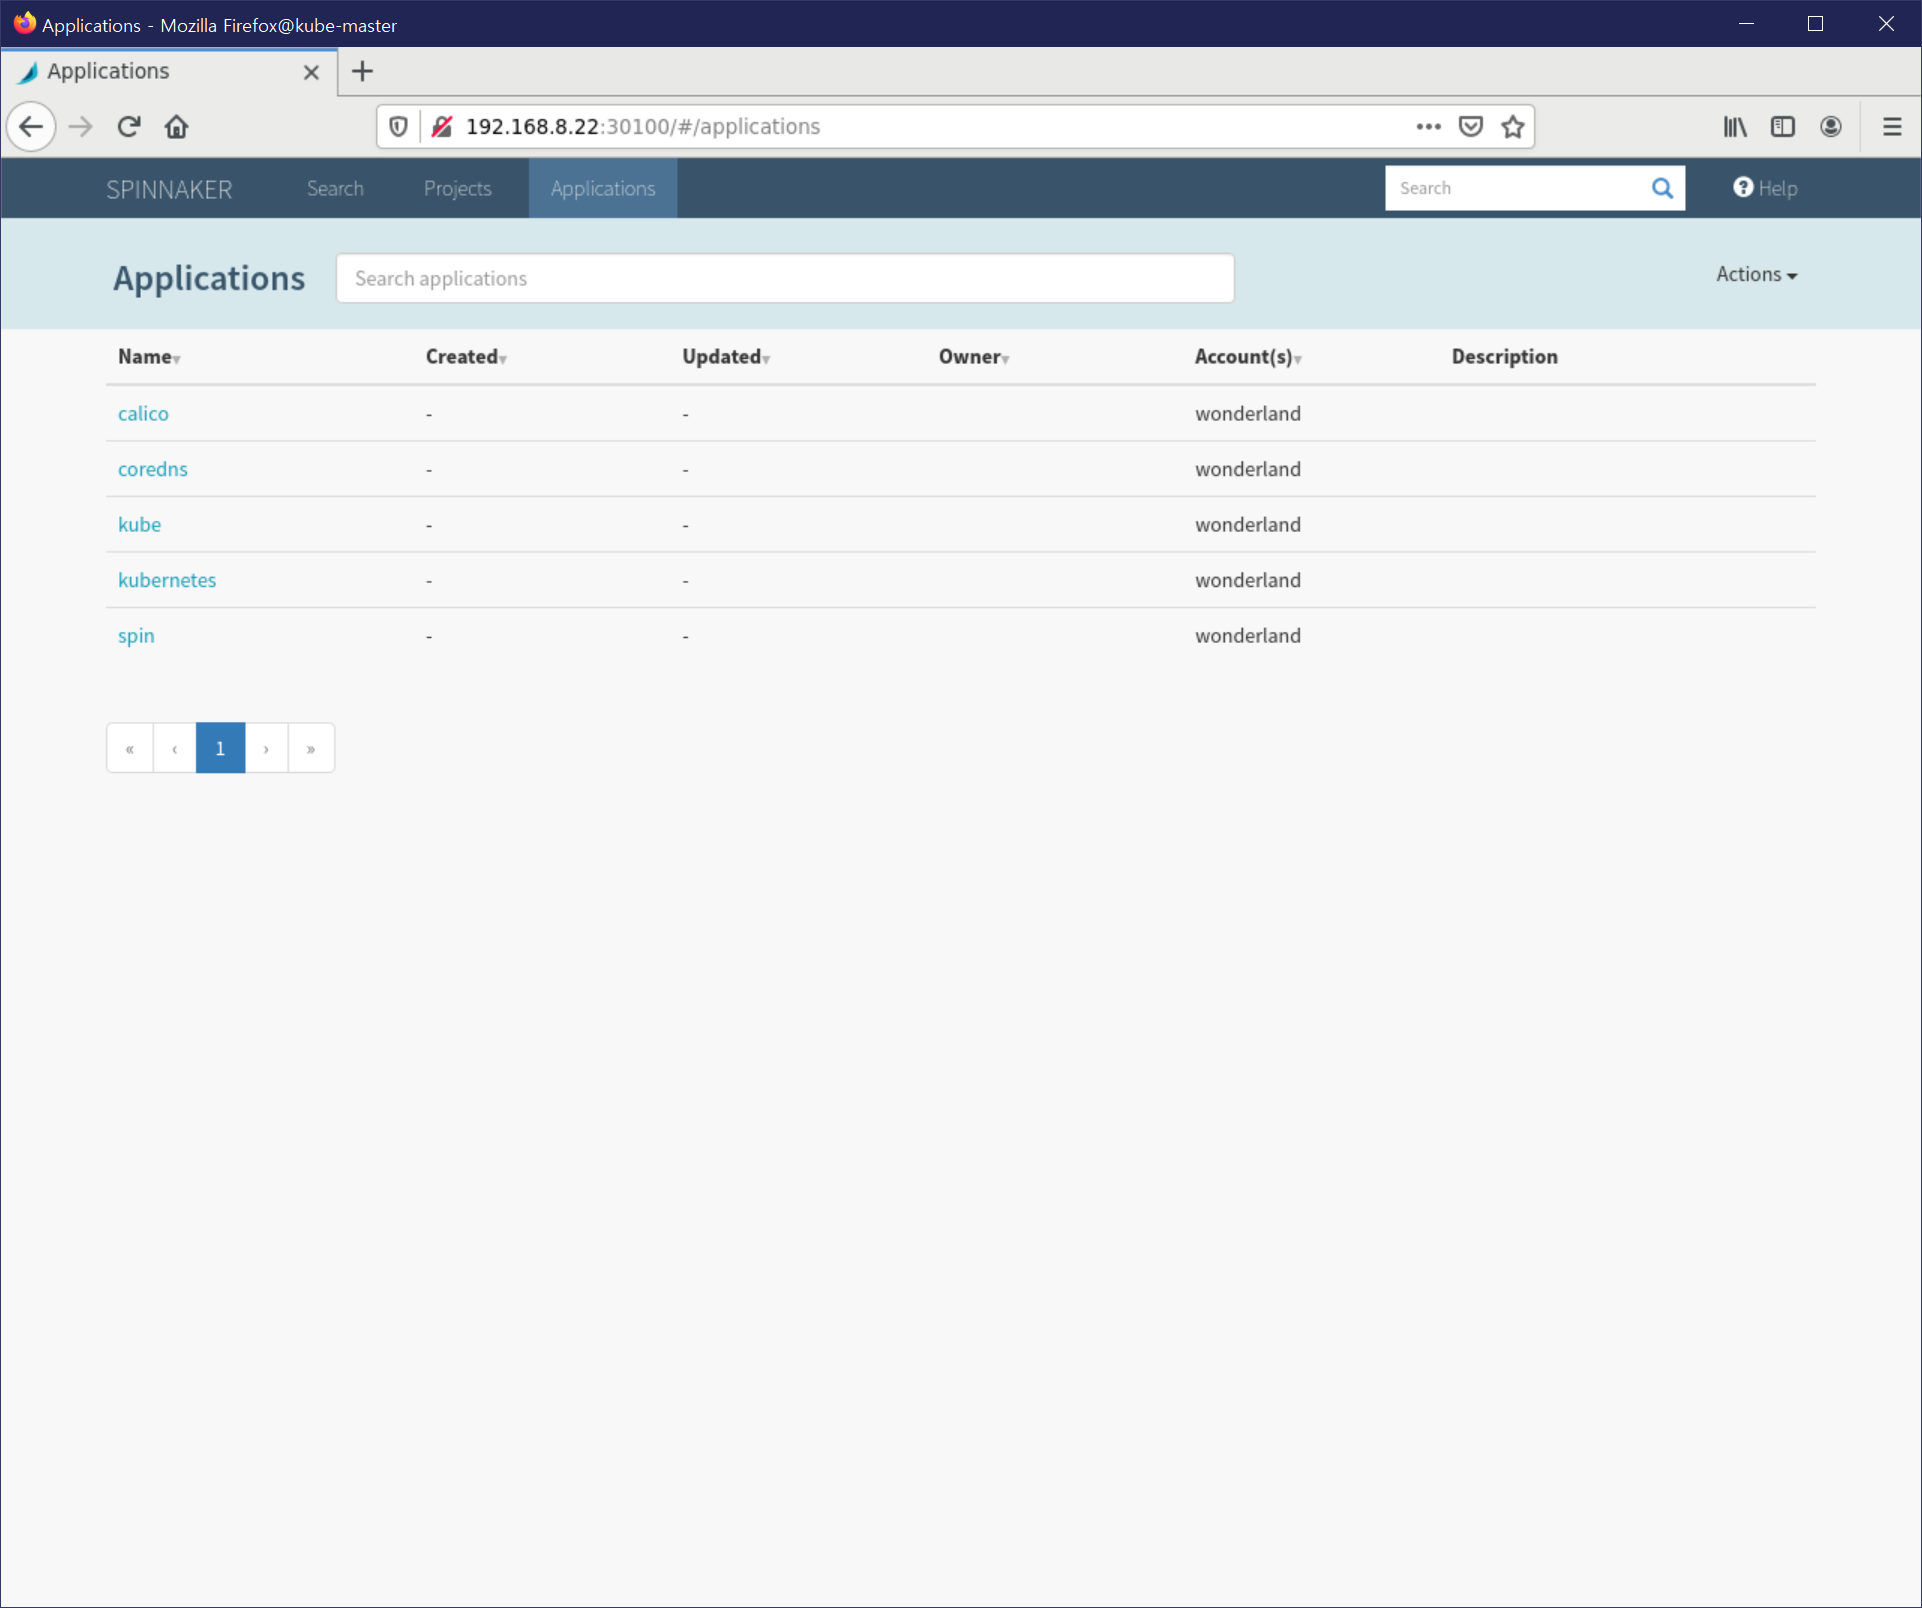 Applications - Mozilla Firefox@kube-master
Applications
192.168.8.22:30100/#/applications
SPINNAKER Search Projects Applications Search Help
Applications Search applications Actions
Name Created Updated Owner Account(s) Description
calico - - wonderland
coredns - - wonderland
kube - - wonderland
kubernetes - - wonderland
spin - - wonderland
« ‹ 1 › »